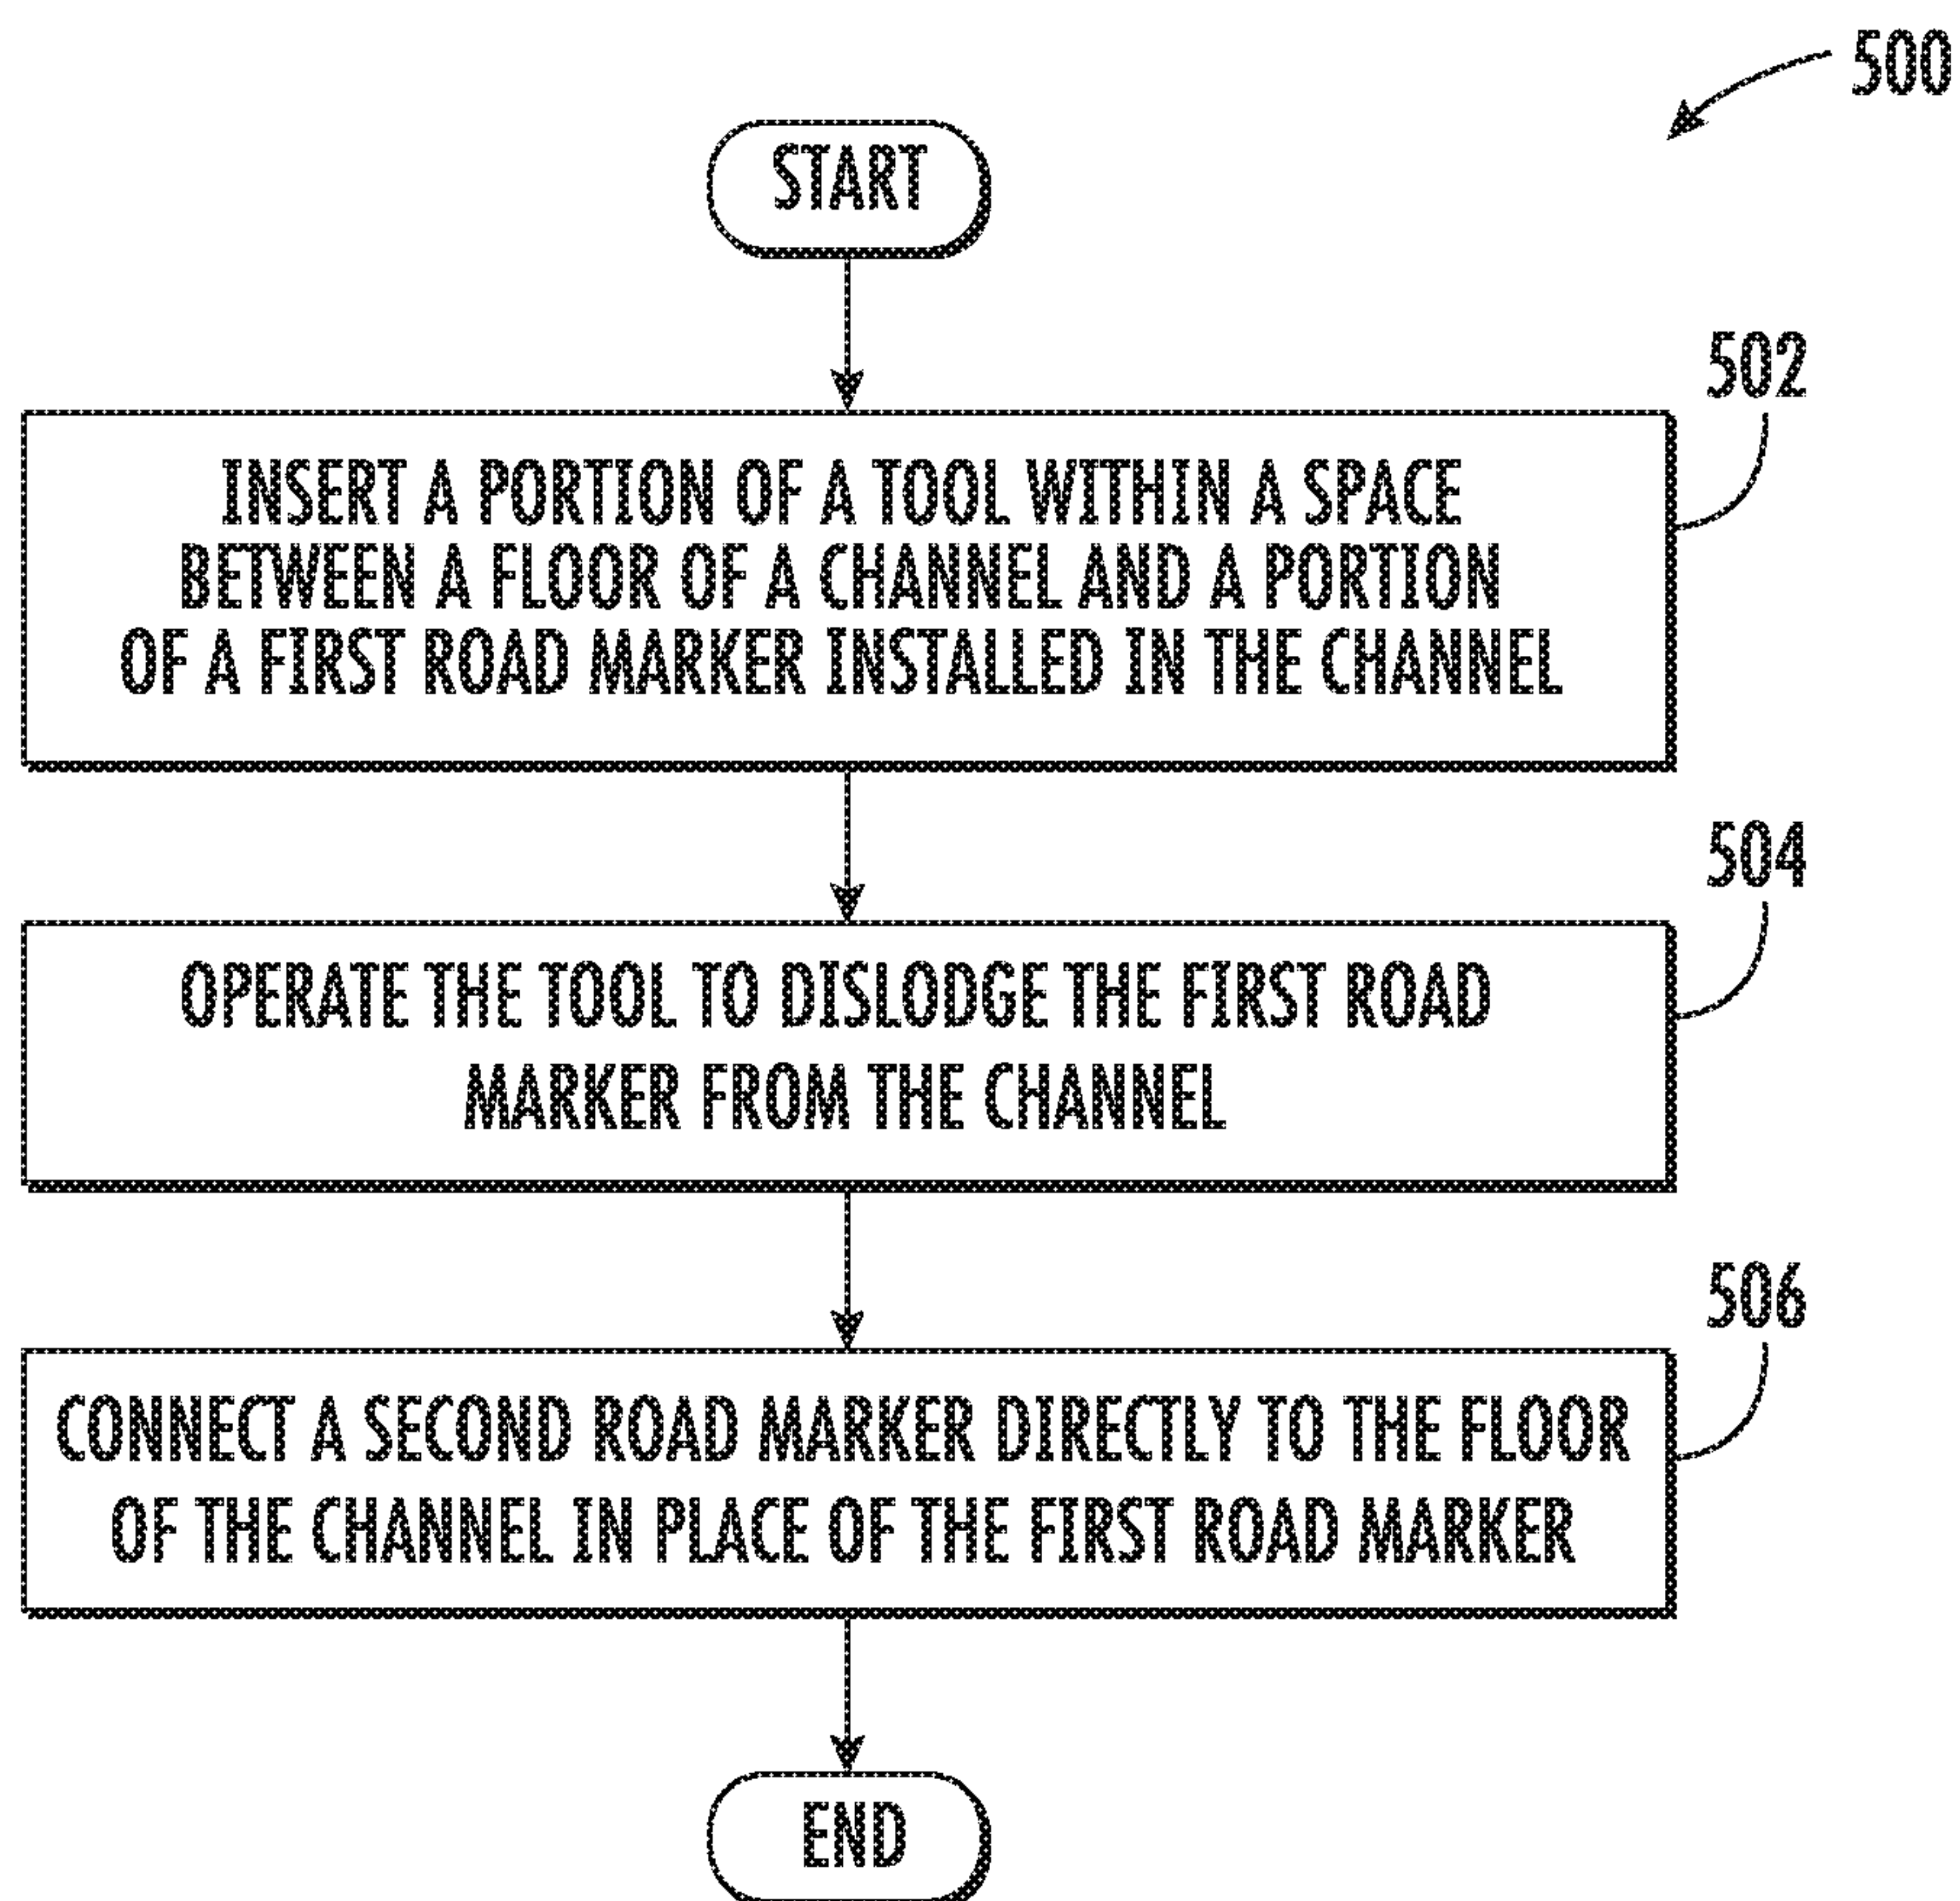 500
START
502
INSERT A PORTION OF A TOOL WITHIN A SPACE
BETWEEN A FLOOR OF A CHANNEL AND A PORTION
OF A FIRST ROAD MARKER INSTALLED IN THE CHANNEL
504
OPERATE THE TOOL TO DISLODGE THE FIRST ROAD
MARKER FROM THE CHANNEL
506
CONNECT A SECOND ROAD MARKER DIRECTLY TO THE FLOOR
OF THE CHANNEL IN PLACE OF THE FIRST ROAD MARKER
END